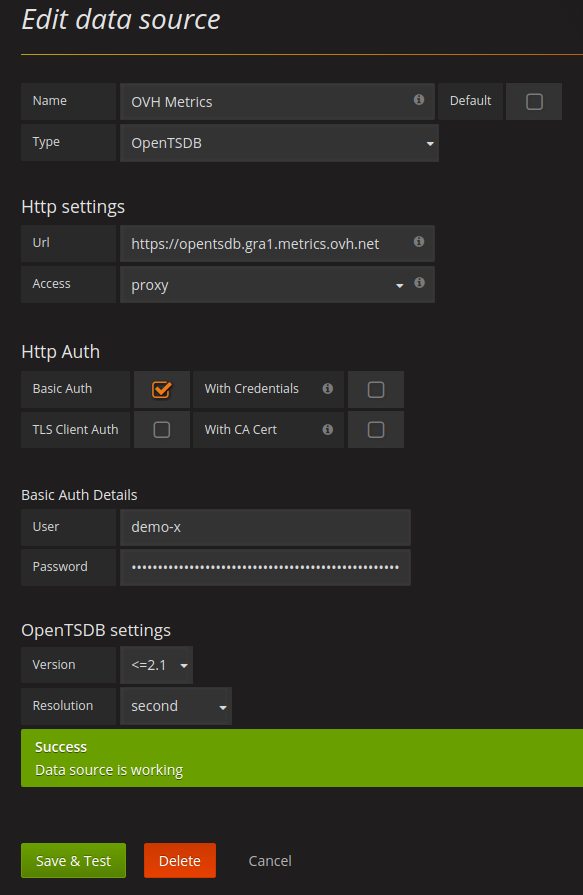 Edit data source
Name OVH Metrics Default
Type OpenTSDB
Http settings
Url https://opentsdb.gra1.metrics.ovh.net
Access proxy
Http Auth
Basic Auth With Credentials
TLS Client Auth With CA Cert
Basic Auth Details
User demo-x
Password ••••••••••••••••••••••••••••••••••••••••••••••••••
OpenTSDB settings
Version <=2.1
Resolution second
Success
Data source is working
Save & Test Delete Cancel